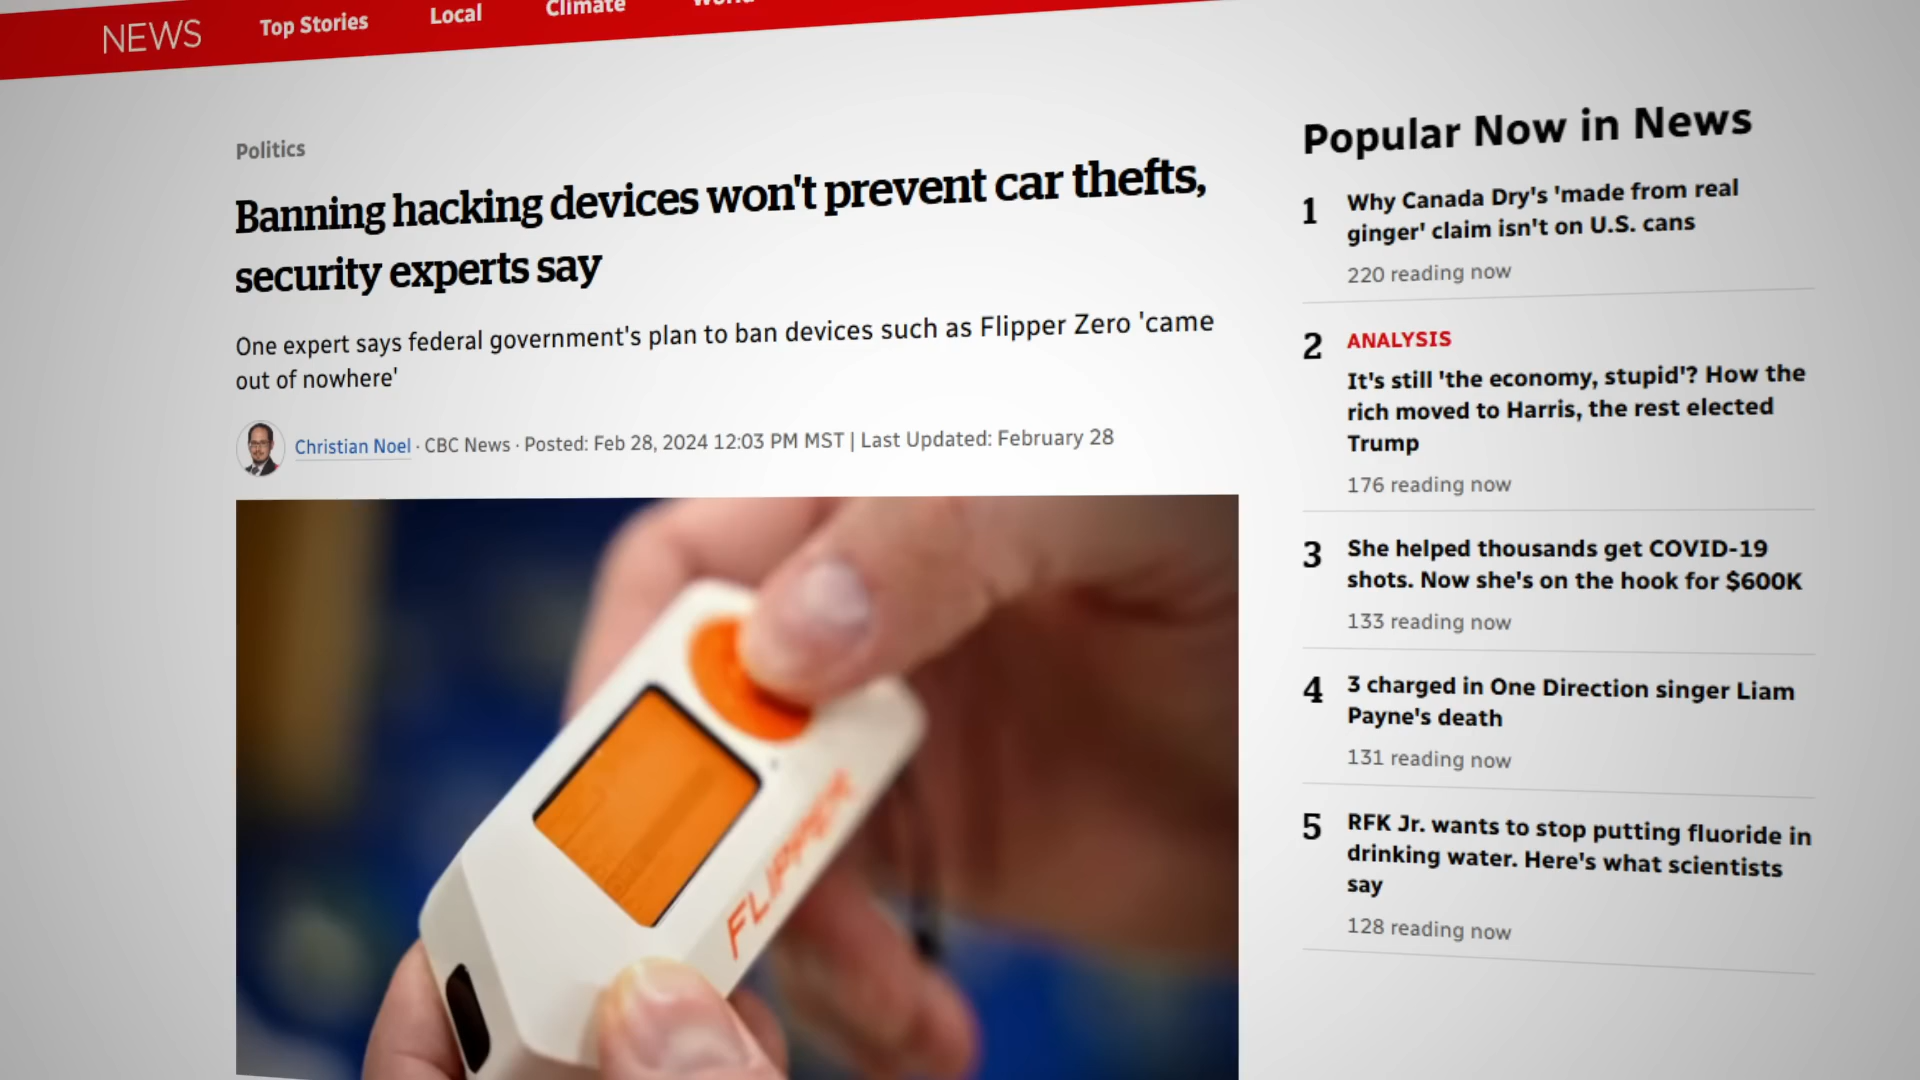 NEWS
Top Stories
Local
Climate
World
Politics
Banning hacking devices won't prevent car thefts,
security experts say
One expert says federal government's plan to ban devices such as Flipper Zero 'came
out of nowhere'
Christian Noel · CBC News · Posted: Feb 28, 2024 12:03 PM MST | Last Updated: February 28
FLIPPER
Popular Now in News
1
Why Canada Dry's 'made from real
ginger' claim isn't on U.S. cans
220 reading now
2
ANALYSIS
It's still 'the economy, stupid'? How the
rich moved to Harris, the rest elected
Trump
176 reading now
3
She helped thousands get COVID-19
shots. Now she's on the hook for $600K
133 reading now
4
3 charged in One Direction singer Liam
Payne's death
131 reading now
5
RFK Jr. wants to stop putting fluoride in
drinking water. Here's what scientists
say
128 reading now